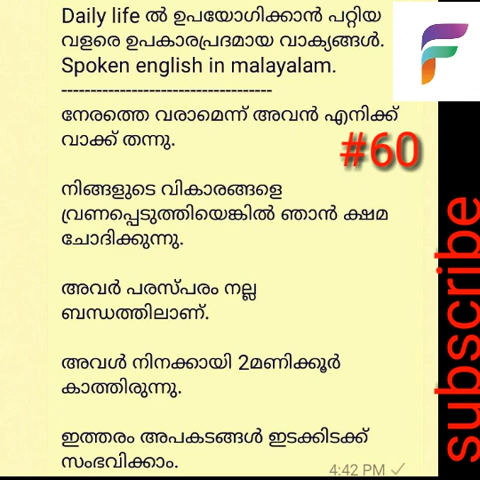 Daily life ൽ ഉപയോഗിക്കാൻ പറ്റിയ
വളരെ ഉപകാരപ്രദമായ വാക്യങ്ങൾ.
Spoken english in malayalam.
------------------------------------
നേരത്തെ വരാമെന്ന് അവൻ എനിക്ക്
വാക്ക് തന്നു.
#60
നിങ്ങളുടെ വികാരങ്ങളെ
വ്രണപ്പെടുത്തിയെങ്കിൽ ഞാൻ ക്ഷമ
ചോദിക്കുന്നു.
അവർ പരസ്പരം നല്ല
ബന്ധത്തിലാണ്.
അവൾ നിനക്കായി 2മണിക്കൂർ
കാത്തിരുന്നു.
ഇത്തരം അപകടങ്ങൾ ഇടക്കിടക്ക്
സംഭവിക്കാം.
4:42 PM
subscribe